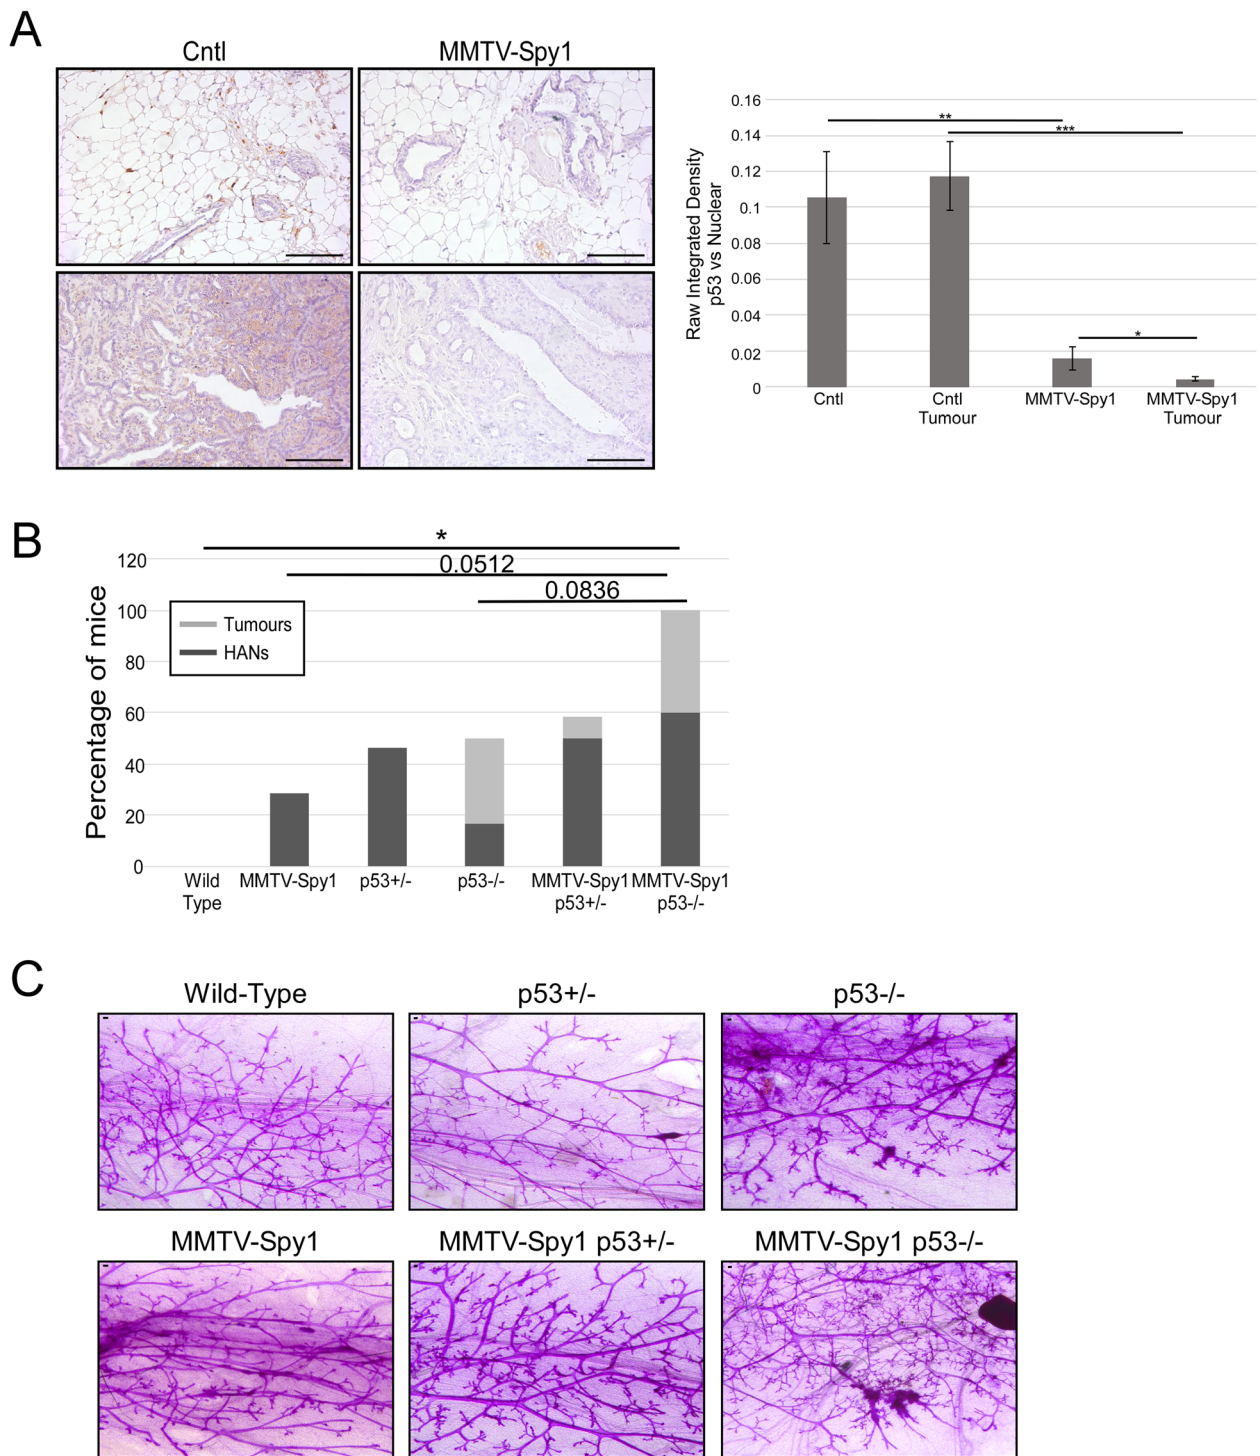 A
Cntl
MMTV-Spy1
Raw Integrated Density
p53 vs Nuclear
0.16
0.14
0.12
0.1
0.08
0.06
0.04
0.02
0
**
***
*
Cntl
Cntl
Tumour
MMTV-Spy1
MMTV-Spy1
Tumour
B
Percentage of mice
120
100
80
60
40
20
0
*
0.0512
0.0836
Tumours
HANs
Wild
Type
MMTV-Spy1
p53+/-
p53-/-
MMTV-Spy1
p53+/-
MMTV-Spy1
p53-/-
C
Wild-Type
p53+/-
p53-/-
MMTV-Spy1
MMTV-Spy1 p53+/-
MMTV-Spy1 p53-/-